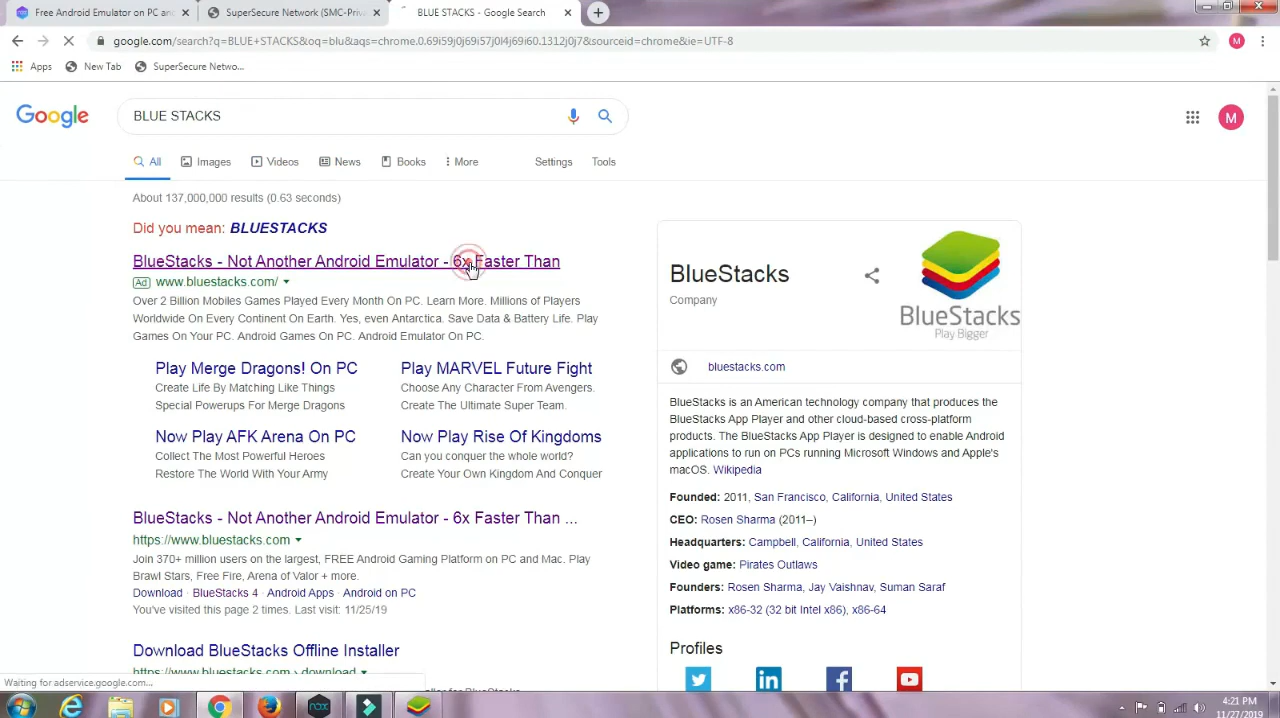 Free Android Emulator on PC an
SuperSecure Network (SMC-Priv
BLUE STACKS - Google Search
google.com/search?q=BLUE+STACKS&oq=blu&aqs=chrome.0.69i59j0j69i57j0l4j69i60.1312j0j7&sourceid=chrome&ie=UTF-8
M
Apps
New Tab
SuperSecure Netwo...
Google
BLUE STACKS
M
All
Images
Videos
News
Books
More
Settings
Tools
About 137,000,000 results (0.63 seconds)
Did you mean: BLUESTACKS
BlueStacks - Not Another Android Emulator - 6x Faster Than
Ad www.bluestacks.com/
Over 2 Billion Mobiles Games Played Every Month On PC. Learn More. Millions of Players
Worldwide On Every Continent On Earth. Yes, even Antarctica. Save Data & Battery Life. Play
Games On Your PC. Android Games On PC. Android Emulator On PC.
Play Merge Dragons! On PC
Create Life By Matching Like Things
Special Powerups For Merge Dragons
Play MARVEL Future Fight
Choose Any Character From Avengers.
Create The Ultimate Super Team.
Now Play AFK Arena On PC
Collect The Most Powerful Heroes
Restore The World With Your Army
Now Play Rise Of Kingdoms
Can you conquer the whole world?
Create Your Own Kingdom And Conquer
BlueStacks - Not Another Android Emulator - 6x Faster Than ...
https://www.bluestacks.com
Join 370+ million users on the largest, FREE Android Gaming Platform on PC and Mac. Play
Brawl Stars, Free Fire, Arena of Valor + more.
Download · BlueStacks 4 · Android Apps · Android on PC
You've visited this page 2 times. Last visit: 11/25/19
Download BlueStacks Offline Installer
https://www.bluestacks.com › download
BlueStacks
Company
BlueStacks
Play Bigger
bluestacks.com
BlueStacks is an American technology company that produces the
BlueStacks App Player and other cloud-based cross-platform
products. The BlueStacks App Player is designed to enable Android
applications to run on PCs running Microsoft Windows and Apple's
macOS. Wikipedia
Founded: 2011, San Francisco, California, United States
CEO: Rosen Sharma (2011–)
Headquarters: Campbell, California, United States
Video game: Pirates Outlaws
Founders: Rosen Sharma, Jay Vaishnav, Suman Saraf
Platforms: x86-32 (32 bit Intel x86), x86-64
Profiles
Waiting for adservice.google.com...
nox
4:21 PM
11/27/2019